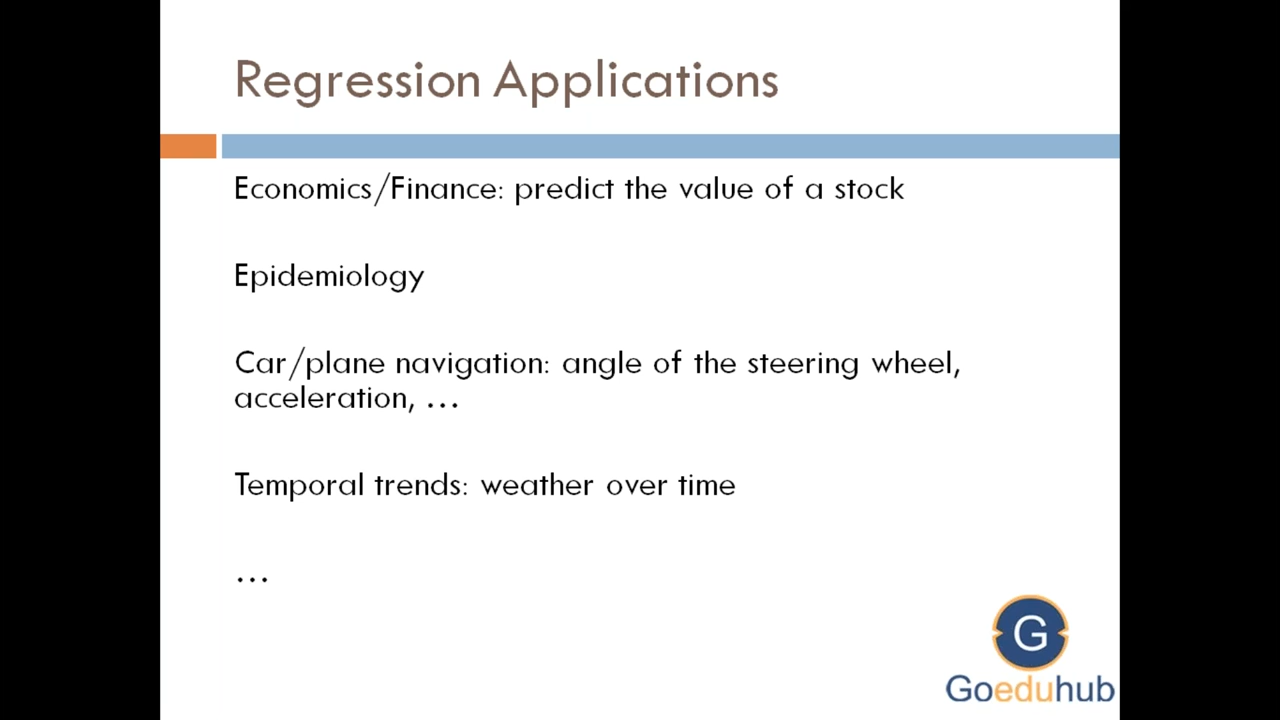 Regression Applications
Economics/Finance: predict the value of a stock
Epidemiology
Car/plane navigation: angle of the steering wheel,
acceleration, …
Temporal trends: weather over time
…
G
Goeduhub